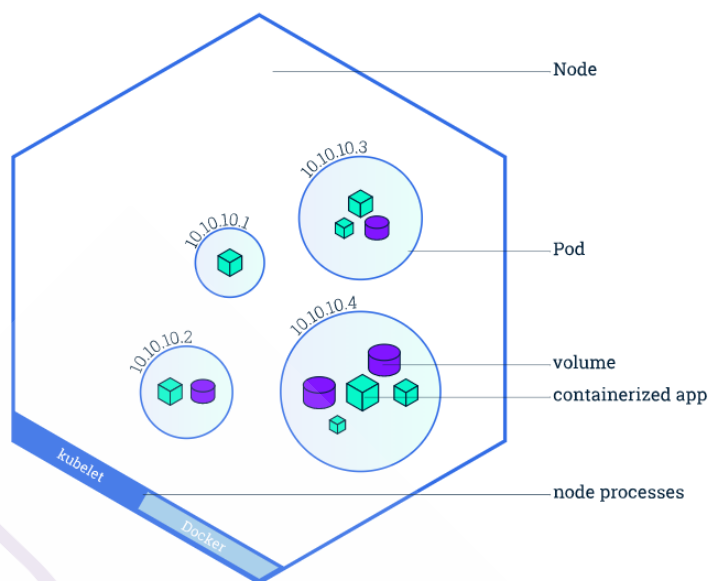 Node
10.10.10.3
10.10.10.1
Pod
10.10.10.4
10.10.10.2
volume
containerized app
kubelet
node processes
Docker